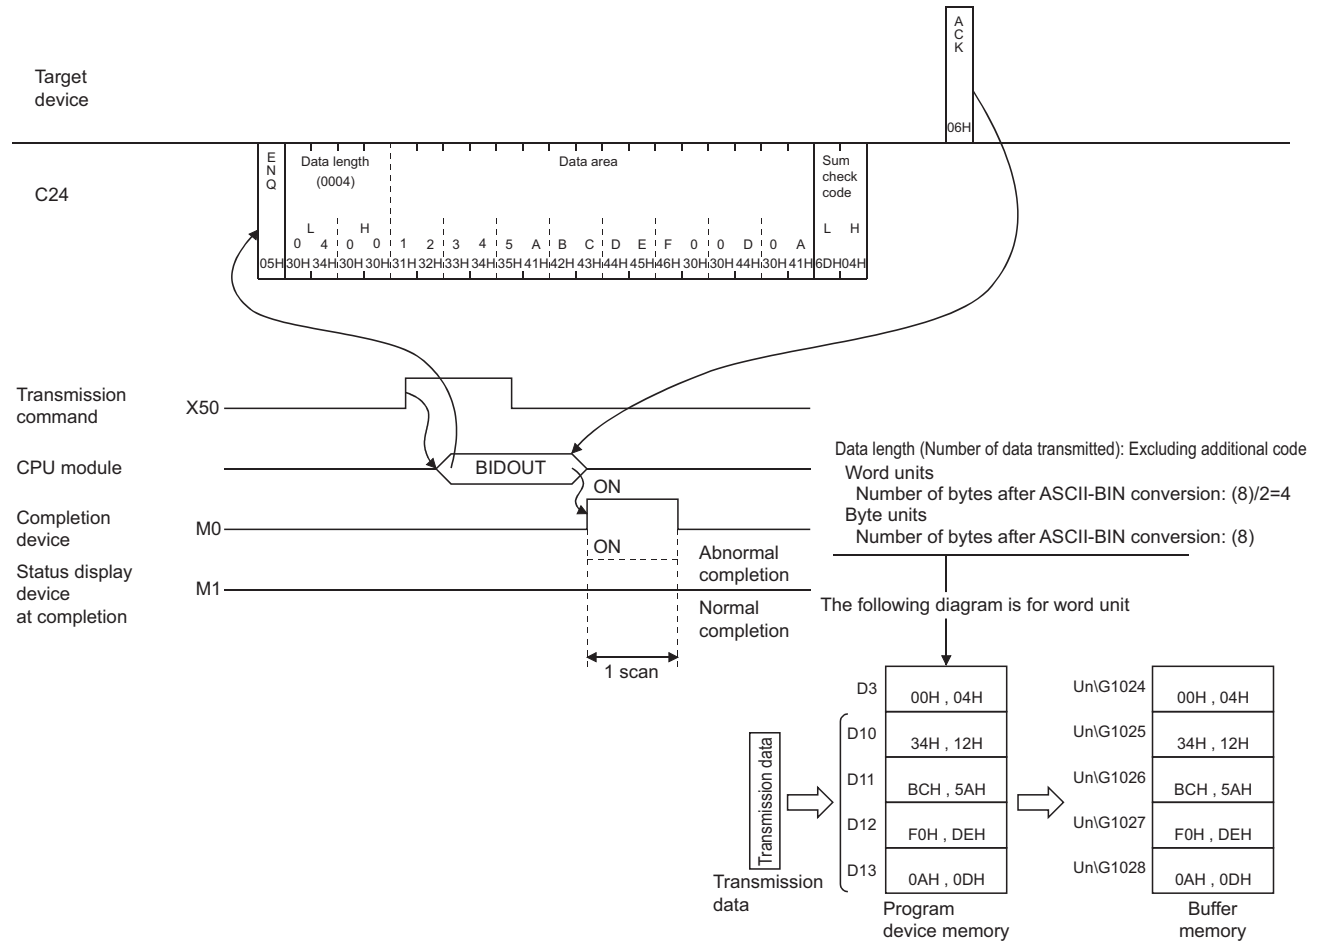 A
C
K
Target
device
06H
E
N
Q
Data length
(0004)
Data area
Sum
check
code
C24
L H L H
0 4 0 0 1 2 3 4 5 A B C D E F 0 0 D 0 A
05H 30H 34H 30H 30H 31H 32H 33H 34H 35H 41H 42H 43H 44H 45H 46H 30H 30H 44H 30H 41H 6DH 04H
Transmission
command
X50
CPU module
BIDOUT
ON
Completion
device
M0
ON
Abnormal
completion
Status display
device
at completion
M1
Normal
completion
1 scan
Data length (Number of data transmitted): Excluding additional code
Word units
Number of bytes after ASCII-BIN conversion: (8)/2=4
Byte units
Number of bytes after ASCII-BIN conversion: (8)
The following diagram is for word unit
D3 00H , 04H Un\G1024 00H , 04H
D10 34H , 12H Un\G1025 34H , 12H
D11 BCH , 5AH Un\G1026 BCH , 5AH
D12 F0H , DEH Un\G1027 F0H , DEH
D13 0AH , 0DH Un\G1028 0AH , 0DH
Transmission data
Transmission
data
Program
device memory
Buffer
memory